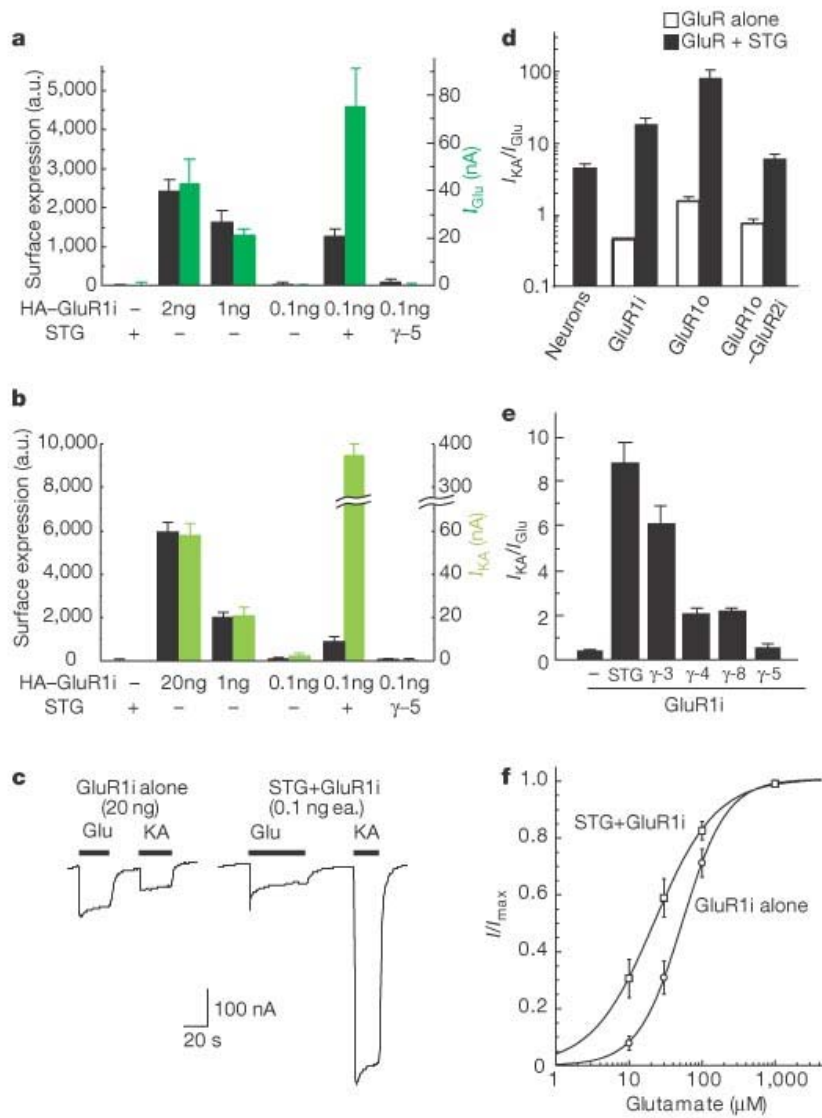 a
Surface expression (a.u.)
5,000
4,000
3,000
2,000
1,000
0
80
60
40
20
0
I_Glu (nA)
HA–GluR1i – 2ng 1ng 0.1ng 0.1ng 0.1ng
STG + – – – + γ–5
b
Surface expression (a.u.)
10,000
8,000
6,000
4,000
2,000
0
400
300
60
40
20
0
I_KA (nA)
HA–GluR1i – 20ng 1ng 0.1ng 0.1ng 0.1ng
STG + – – – + γ–5
c
GluR1i alone
(20 ng)
Glu KA
STG+GluR1i
(0.1 ng ea.)
Glu KA
100 nA
20 s
d
GluR alone
GluR + STG
I_KA/I_Glu
100
10
1
0.1
Neurons
GluR1i
GluR1o
GluR1o
–GluR2i
e
I_KA/I_Glu
10
8
6
4
2
0
– STG γ–3 γ–4 γ–8 γ–5
GluR1i
f
I/I_max
1.0
0.8
0.6
0.4
0.2
0
STG+GluR1i
GluR1i alone
1 10 100 1,000
Glutamate (μM)